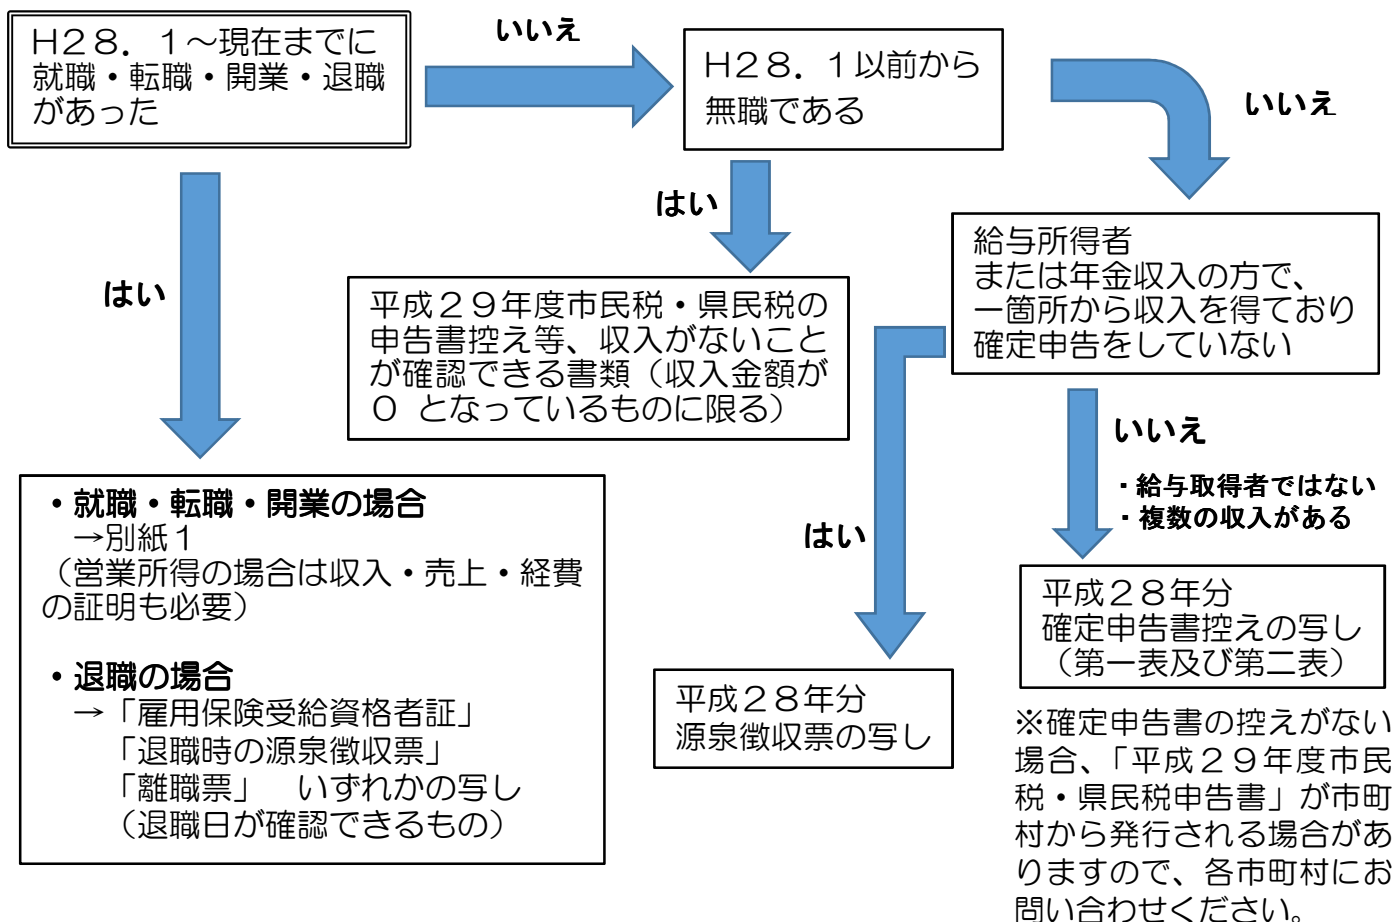 H28．1～現在までに
就職・転職・開業・退職
があった
いいえ
H28．1以前から
無職である
いいえ
はい
はい
平成29年度市民税・県民税の
申告書控え等、収入がないこと
が確認できる書類（収入金額が
０ となっているものに限る）
給与所得者
または年金収入の方で、
一箇所から収入を得ており
確定申告をしていない
いいえ
・給与取得者ではない
・複数の収入がある
はい
・就職・転職・開業の場合
→別紙１
（営業所得の場合は収入・売上・経費
の証明も必要）
・退職の場合
→「雇用保険受給資格者証」
「退職時の源泉徴収票」
「離職票」　いずれかの写し
（退職日が確認できるもの）
平成２８年分
源泉徴収票の写し
平成２８年分
確定申告書控えの写し
（第一表及び第二表）
※確定申告書の控えがない
場合、「平成２９年度市民
税・県民税申告書」が市町
村から発行される場合があ
りますので、各市町村にお
問い合わせください。